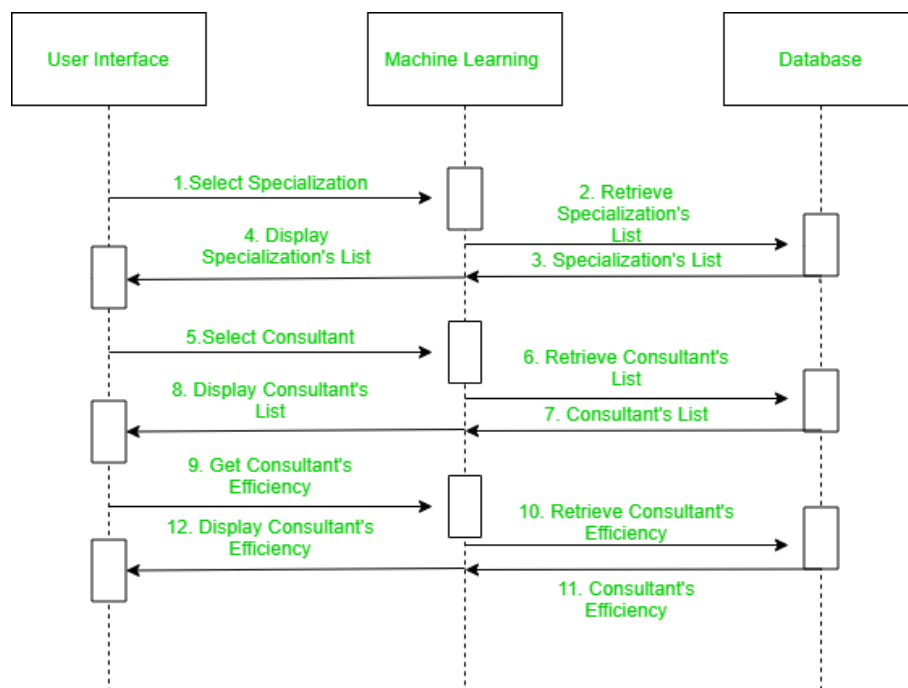 User Interface
Machine Learning
Database
1.Select Specialization
2. Retrieve
Specialization's
List
4. Display
Specialization's List
3. Specialization's List
5.Select Consultant
6. Retrieve Consultant's
List
8. Display Consultant's
List
7. Consultant's List
9. Get Consultant's
Efficiency
10. Retrieve Consultant's
Efficiency
12. Display Consultant's
Efficiency
11. Consultant's
Efficiency